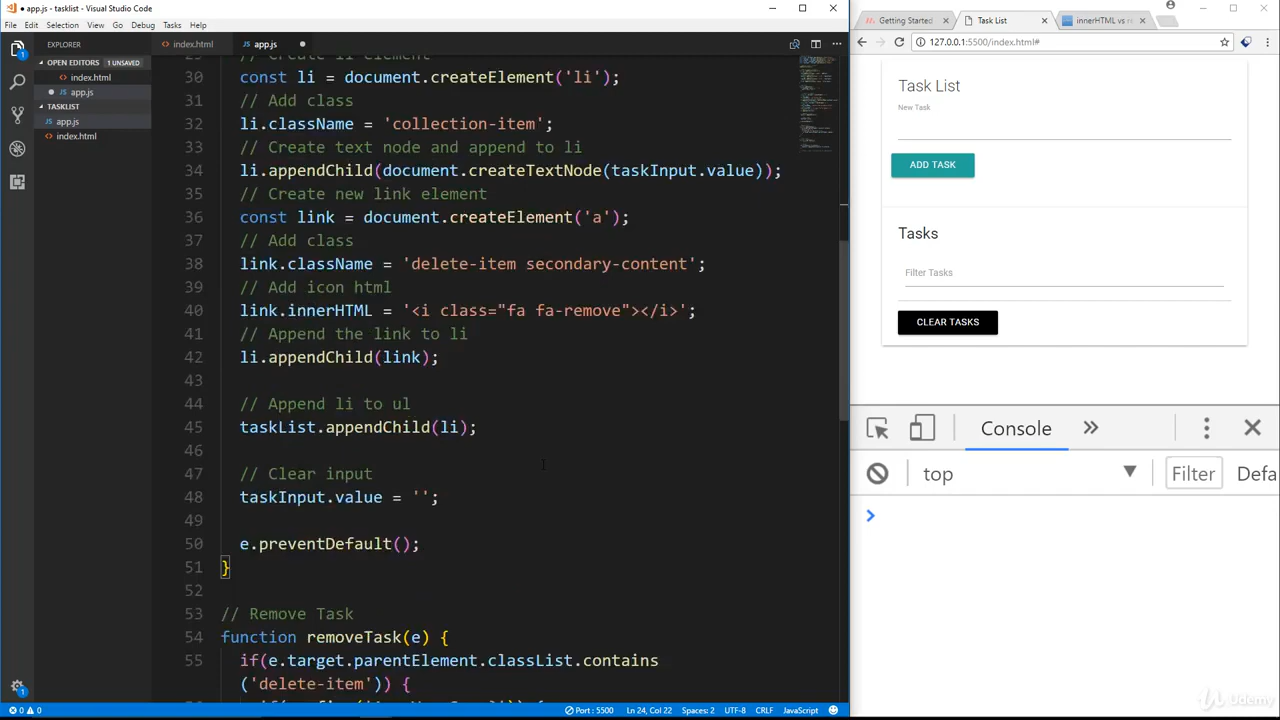 ● app.js - tasklist - Visual Studio Code
File Edit Selection View Go Debug Tasks Help
EXPLORER
OPEN EDITORS 1 UNSAVED
index.html
● app.js
TASKLIST
app.js
index.html
index.html app.js ●
30 const li = document.createElement('li');
31 // Add class
32 li.className = 'collection-item';
33 // Create text node and append to li
34 li.appendChild(document.createTextNode(taskInput.value));
35 // Create new link element
36 const link = document.createElement('a');
37 // Add class
38 link.className = 'delete-item secondary-content';
39 // Add icon html
40 link.innerHTML = '<i class="fa fa-remove"></i>';
41 // Append the link to li
42 li.appendChild(link);
43
44 // Append li to ul
45 taskList.appendChild(li);
46
47 // Clear input
48 taskInput.value = '';
49
50 e.preventDefault();
51 }
52
53 // Remove Task
54 function removeTask(e) {
55 if(e.target.parentElement.classList.contains
('delete-item')) {
0 0 Port : 5500 Ln 24, Col 22 Spaces: 2 UTF-8 CRLF JavaScript
Getting Started Task List innerHTML vs
127.0.0.1:5500/index.html#
Task List
New Task
ADD TASK
Tasks
Filter Tasks
CLEAR TASKS
Console »
top Filter Defa
Udemy